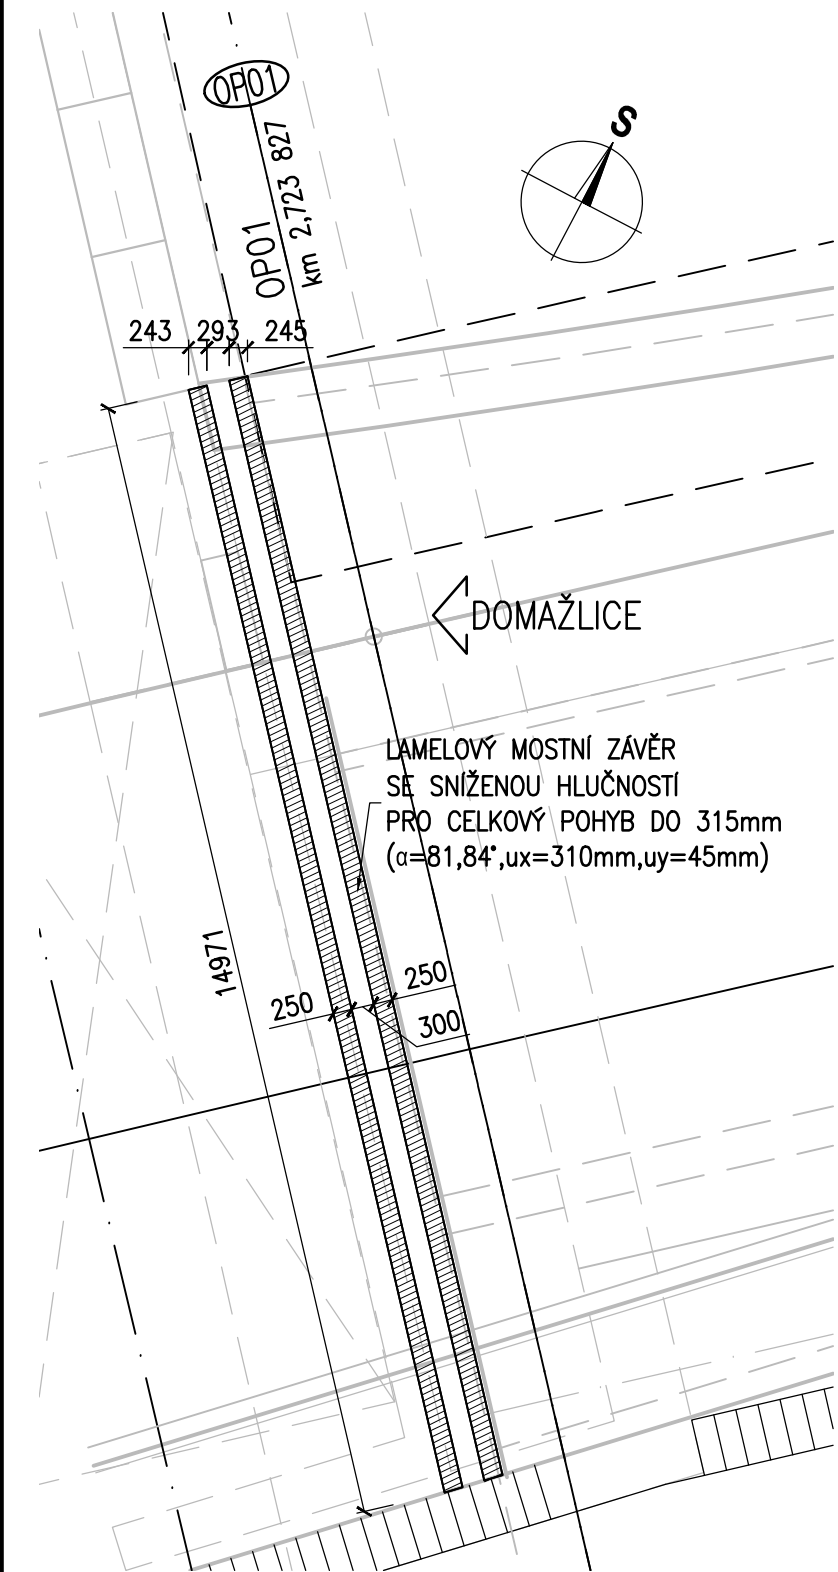 OP01
S
OP01
km 2,723 827
243 293 245
DOMAŽLICE
LAMELOVÝ MOSTNÍ ZÁVĚR
SE SNÍŽENOU HLUČNOSTÍ
PRO CELKOVÝ POHYB DO 315mm
(α=81,84°,ux=310mm,uy=45mm)
14971
250
250
300